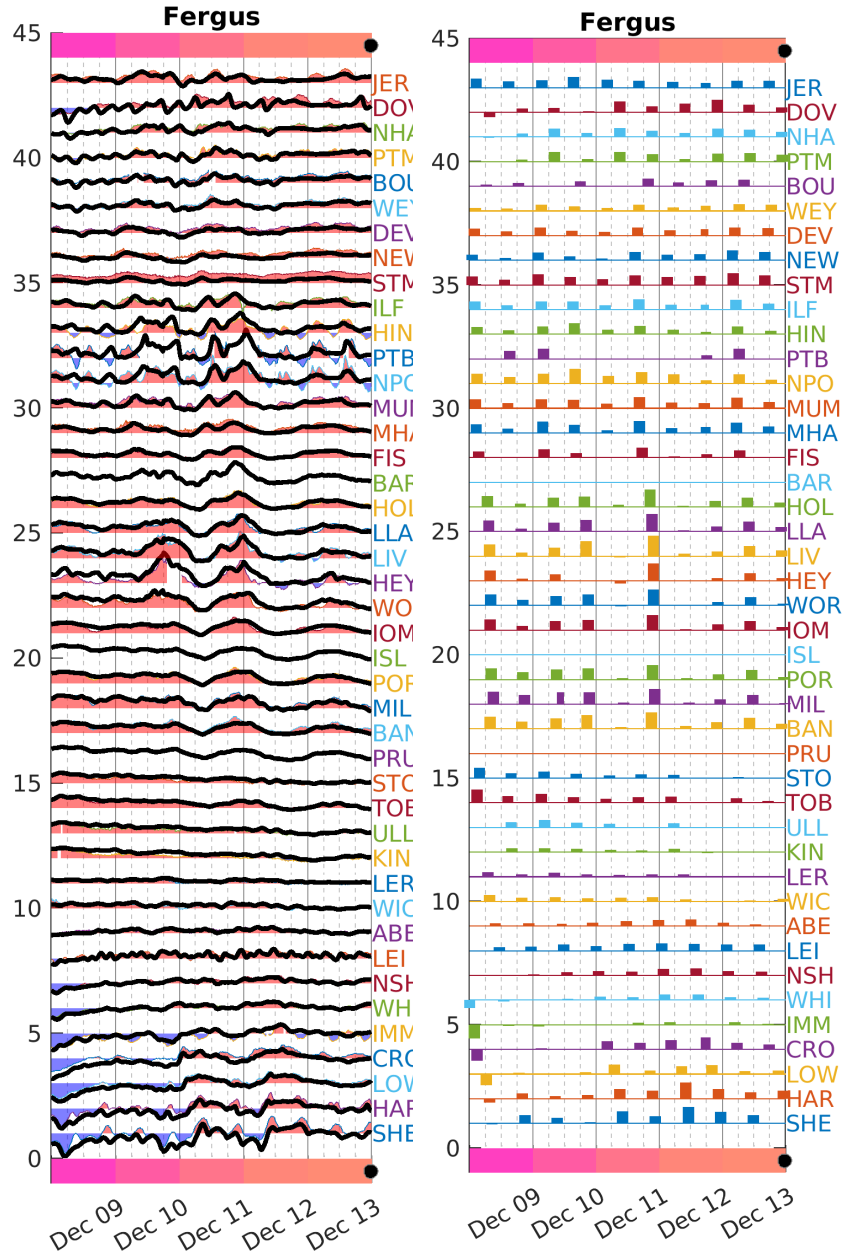 Fergus
45
JER
DOV
NHA
PTM
40
BOU
WEY
DEV
NEW
STM
35
ILF
HIN
PTB
NPO
30
MUM
MHA
FIS
BAR
HOL
25
LLA
LIV
HEY
WO
IOM
20
ISL
POR
MIL
BAN
PRU
15
STO
TOB
ULL
KIN
LER
10
WIC
ABE
LEI
NSH
WH
5
IMM
CRO
LOW
HAR
SHE
0
Dec 09
Dec 10
Dec 11
Dec 12
Dec 13
Fergus
45
JER
DOV
NHA
40
PTM
BOU
WEY
DEV
NEW
35
STM
ILF
HIN
PTB
NPO
30
MUM
MHA
FIS
BAR
HOL
25
LLA
LIV
HEY
WOR
IOM
20
ISL
POR
MIL
BAN
PRU
15
STO
TOB
ULL
KIN
LER
10
WIC
ABE
LEI
NSH
WHI
5
IMM
CRO
LOW
HAR
SHE
0
Dec 09
Dec 10
Dec 11
Dec 12
Dec 13